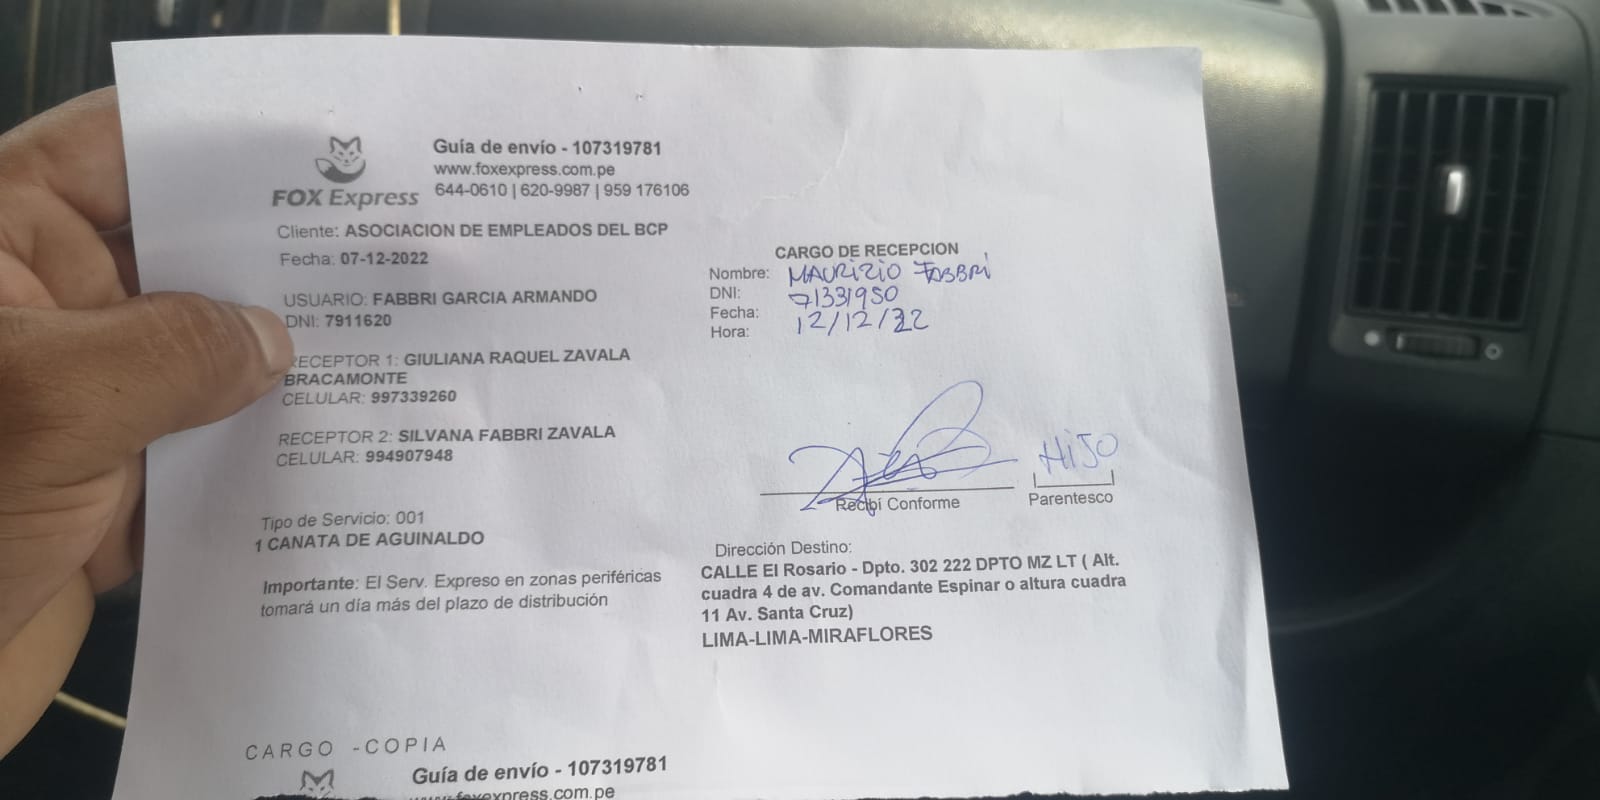 FOX Express
Guía de envío - 107319781
www.foxexpress.com.pe
644-0610 | 620-9987 | 959 176106
Cliente: ASOCIACION DE EMPLEADOS DEL BCP
Fecha: 07-12-2022
USUARIO: FABBRI GARCIA ARMANDO
DNI: 7911620
RECEPTOR 1: GIULIANA RAQUEL ZAVALA
BRACAMONTE
CELULAR: 997339260
RECEPTOR 2: SILVANA FABBRI ZAVALA
CELULAR: 994907948
Tipo de Servicio: 001
1 CANATA DE AGUINALDO
Importante: El Serv. Expreso en zonas periféricas
tomará un día más del plazo de distribución
CARGO DE RECEPCION
Nombre: MAURIZIO FABBRI
DNI: 71331950
Fecha: 12/12/22
Hora:
HIJO
Recibí Conforme
Parentesco
Dirección Destino:
CALLE El Rosario - Dpto. 302 222 DPTO MZ LT ( Alt.
cuadra 4 de av. Comandante Espinar o altura cuadra
11 Av. Santa Cruz)
LIMA-LIMA-MIRAFLORES
CARGO - COPIA
Guía de envío - 107319781
www.foxexpress.com.pe